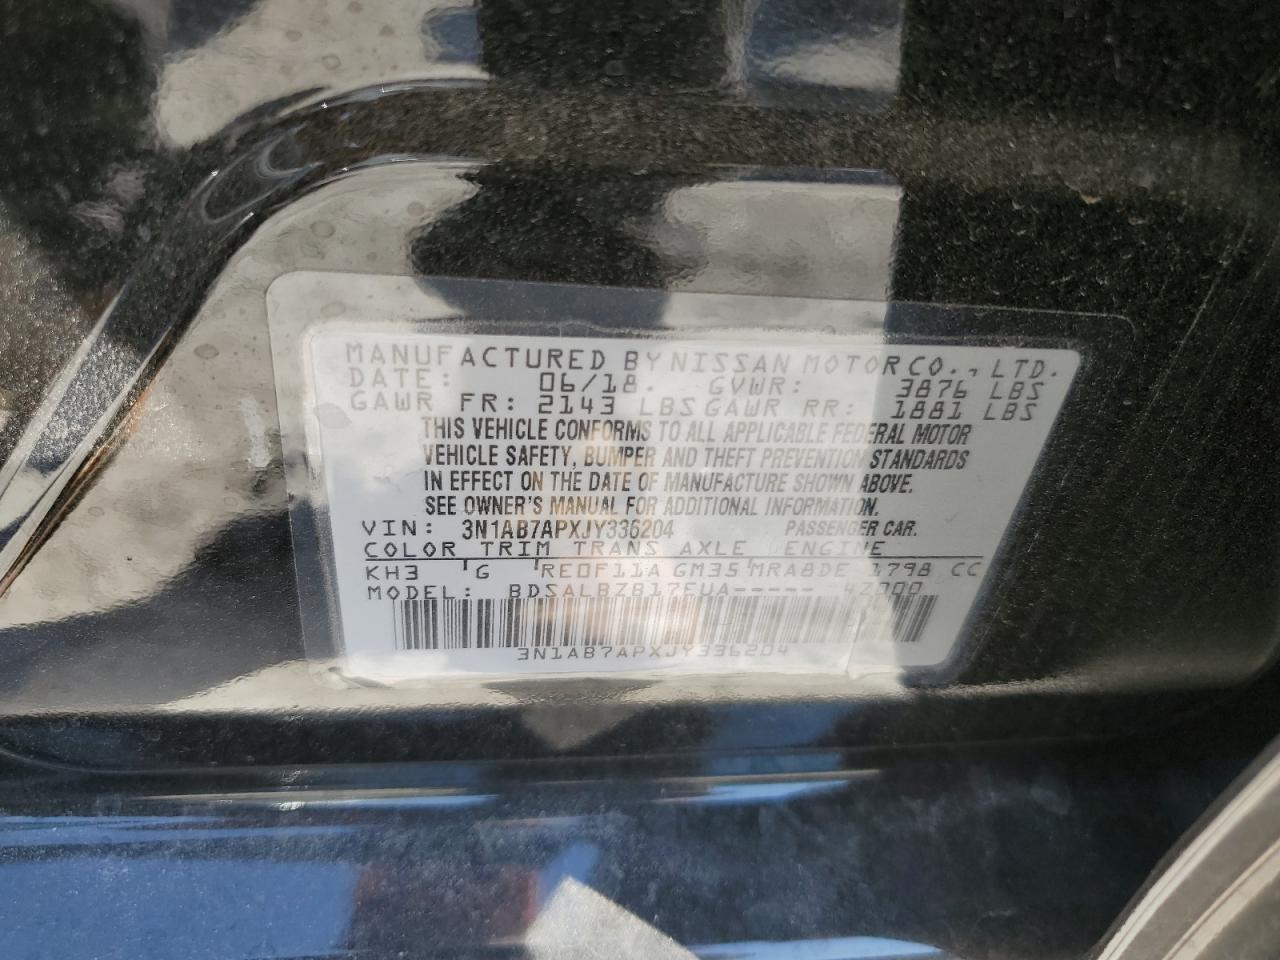 MANUFACTURED BY NISSAN MOTOR CO., LTD.
DATE: 06/18. GVWR: 3876 LBS
GAWR FR: 2143 LBS GAWR RR: 1881 LBS
THIS VEHICLE CONFORMS TO ALL APPLICABLE FEDERAL MOTOR
VEHICLE SAFETY, BUMPER AND THEFT PREVENTION STANDARDS
IN EFFECT ON THE DATE OF MANUFACTURE SHOWN ABOVE.
SEE OWNER'S MANUAL FOR ADDITIONAL INFORMATION.
VIN: 3N1AB7APXJY336204 PASSENGER CAR.
COLOR TRIM TRANS AXLE ENGINE
KH3 G RE0F11A GM35 MRA8DE 1798 CC
MODEL: BDSALBZB17EUA----- 4Z000
3N1AB7APXJY336204